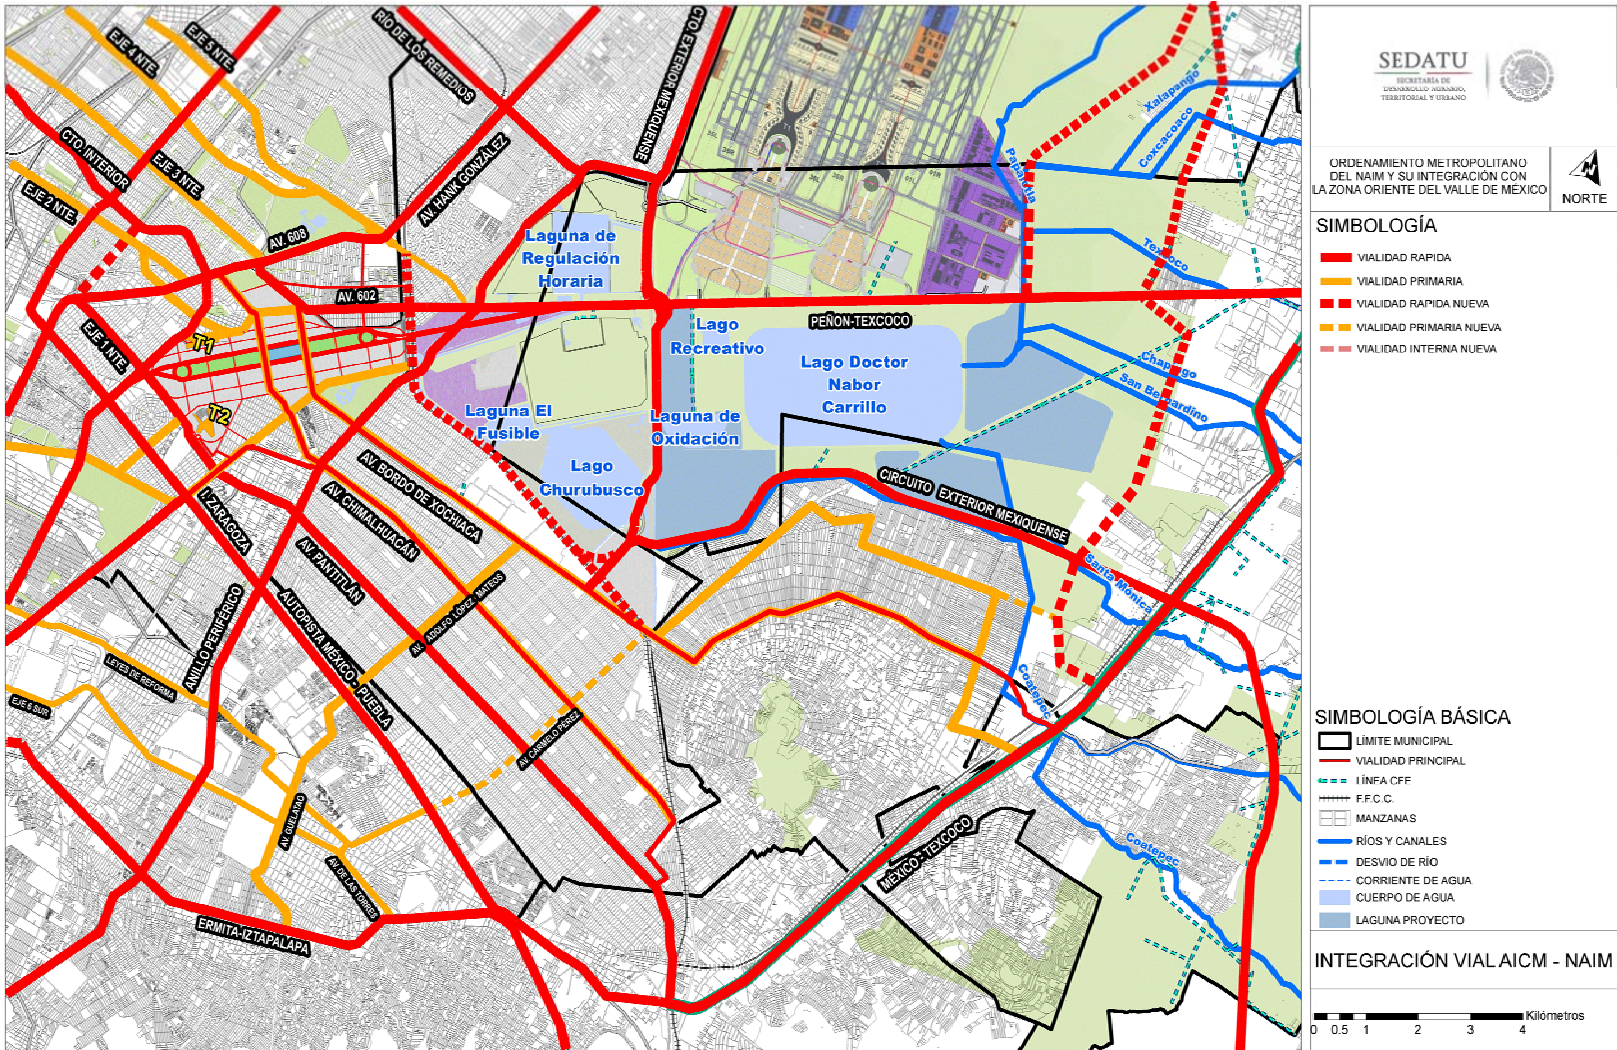 EJE 5 NTE.
EJE 4 NTE.
RÍO DE LOS REMEDIOS
CTO. EXTERIOR MEXIQUENSE
CTO. INTERIOR
EJE 3 NTE.
EJE 2 NTE.
AV. HANK GONZÁLEZ
AV. 608
AV. 602
EJE 1 NTE.
T1
T2
Laguna de
Regulación
Horaria
Lago
Recreativo
PEÑON-TEXCOCO
Lago Doctor
Nabor
Carrillo
Laguna El
Fusible
Laguna de
Oxidación
Lago
Churubusco
Xalapango
Coxcacoaco
Papalotla
Texcoco
Chapingo
San Bernardino
CIRCUITO EXTERIOR MEXIQUENSE
Santa Mónica
Coatepec
Coatepec
AV. BORDO DE XOCHIACA
AV. CHIMALHUACÁN
I. ZARAGOZA
AV. PANTITLÁN
AUTOPISTA MÉXICO - PUEBLA
ANILLO PERIFÉRICO
AV. ADOLFO LÓPEZ MATEOS
LEYES DE REFORMA
EJE 6 SUR
AV. CARMELO PÉREZ
AV. GUELATAO
AV. DE LAS TORRES
ERMITA-IZTAPALAPA
MÉXICO - TEXCOCO
SEDATU
SECRETARÍA DE
DESARROLLO AGRARIO,
TERRITORIAL Y URBANO
ORDENAMIENTO METROPOLITANO
DEL NAIM Y SU INTEGRACIÓN CON
LA ZONA ORIENTE DEL VALLE DE MÉXICO
N
NORTE
SIMBOLOGÍA
VIALIDAD RAPIDA
VIALIDAD PRIMARIA
VIALIDAD RAPIDA NUEVA
VIALIDAD PRIMARIA NUEVA
VIALIDAD INTERNA NUEVA
SIMBOLOGÍA BÁSICA
LÍMITE MUNICIPAL
VIALIDAD PRINCIPAL
LÍNEA CFE
F.F.C.C.
MANZANAS
RÍOS Y CANALES
DESVIO DE RÍO
CORRIENTE DE AGUA
CUERPO DE AGUA
LAGUNA PROYECTO
INTEGRACIÓN VIAL AICM - NAIM
Kilómetros
0 0.5 1 2 3 4